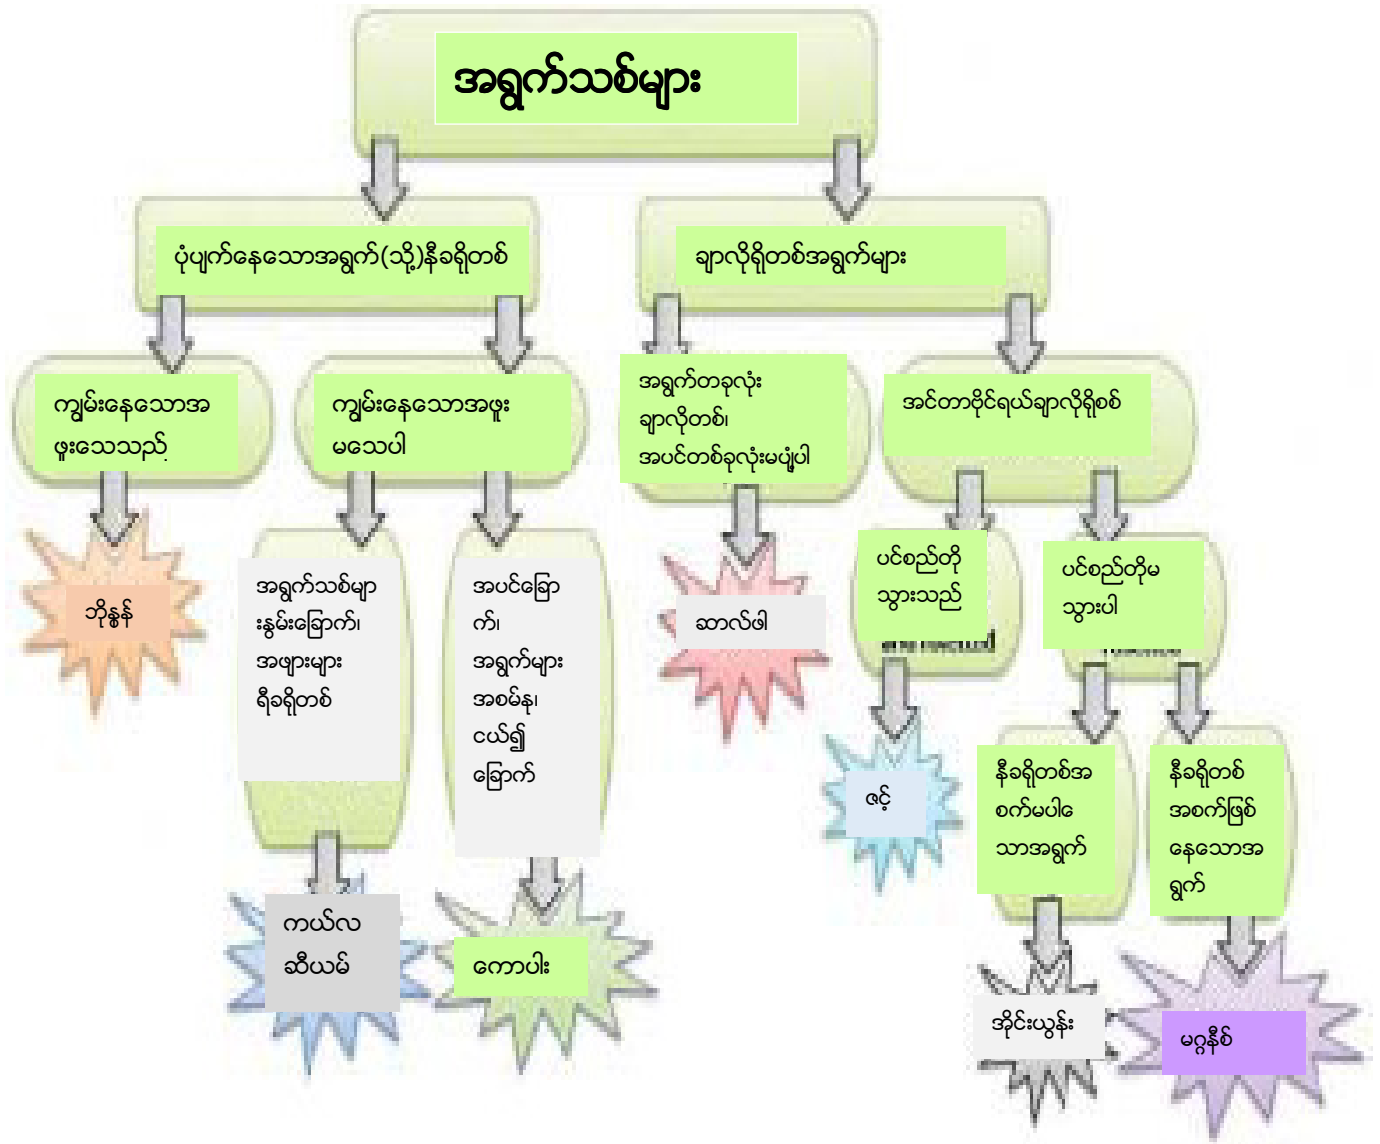 အရွက်သစ်များ
ပုံပျက်နေသောအရွက်(သို့)နီခရိုတစ်
ချာလိုရိုတစ်အရွက်များ
ကျွမ်းနေသောအ
ဖူးသေသည်
ကျွမ်းနေသောအဖူး
မသေပါ
အရွက်တခုလုံး
ချာလိုတစ်၊
အပင်တစ်ခုလုံးမပျံ့ပါ
အင်တာဗိုင်ရယ်ချာလိုရိုစစ်
ဘိုနွန်
အရွက်သစ်မျာ
းနွမ်းခြောက်၊
အဖျားများ
ရီခရိုတစ်
အပင်ခြော
က်၊
အရွက်များ
အစမ်န၊
ငယ်၍
ခြောက်
ဆာလ်ဖါ
ပင်စည်တို
သွားသည်
ပင်စည်တိုမ
သွားပါ
ဇင့်
နီခရိုတစ်အ
စက်မပါေ
သာအရွက်
နီခရိုတစ်
အစက်ဖြစ်
နေသောအ
ရွက်
ကယ်လ
ဆီယမ်
ကောပါး
အိုင်းယွန်း
မဂ္ဂနီစ်